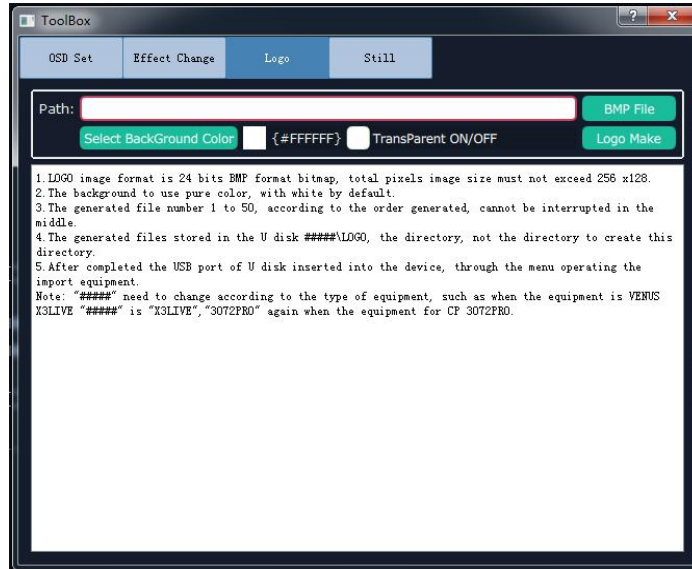 ToolBox
OSD Set
Effect Change
Logo
Still
Path:
BMP File
Select BackGround Color
{#FFFFFF}
TransParent ON/OFF
Logo Make
1.LOGO image format is 24 bits BMP format bitmap, total pixels image size must not exceed 256 x128.
2.The background to use pure color, with white by default.
3.The generated file number 1 to 50, according to the order generated, cannot be interrupted in the
middle.
4.The generated files stored in the U disk #####\LOGO, the directory, not the directory to create this
directory.
5.After completed the USB port of U disk inserted into the device, through the menu operating the
import equipment.
Note: "#####" need to change according to the type of equipment, such as when the equipment is VENUS
X3LIVE "#####" is "X3LIVE","3072PRO" again when the equipment for CP 3072PRO.